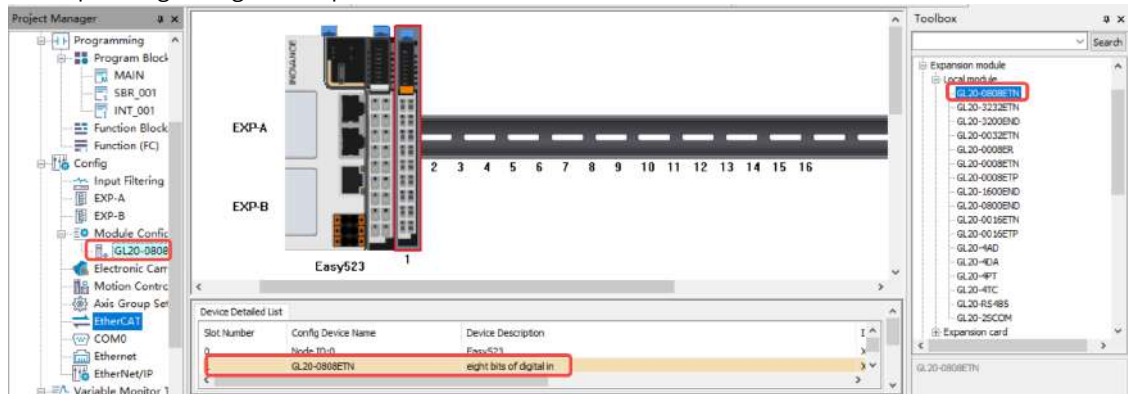 Project Manager
Programming
Program Block
MAIN
SBR_001
INT_001
Function Block
Function (FC)
Config
Input Filtering
EXP-A
EXP-B
Module Config
GL20-0808
Electronic Cam
Motion Contro
Axis Group Set
EtherCAT
COM0
Ethernet
EtherNet/IP
Variable Monitor T
INOVANCE
EXP-A
EXP-B
Easy523
1
2 3 4 5 6 7 8 9 10 11 12 13 14 15 16
Device Detailed List
Slot Number Config Device Name Device Description
0 Node ID:0 Easy523
GL20-0808ETN eight bits of digital in
Toolbox
Search
Expansion module
Local module
GL20-0808ETN
GL20-3232ETN
GL20-3200END
GL20-0032ETN
GL20-0008ER
GL20-0008ETN
GL20-0008ETP
GL20-1600END
GL20-0800END
GL20-0016ETN
GL20-0016ETP
GL20-4AD
GL20-4DA
GL20-4PT
GL20-4TC
GL20-RS485
GL20-2SCOM
Expansion card
GL20-0808ETN